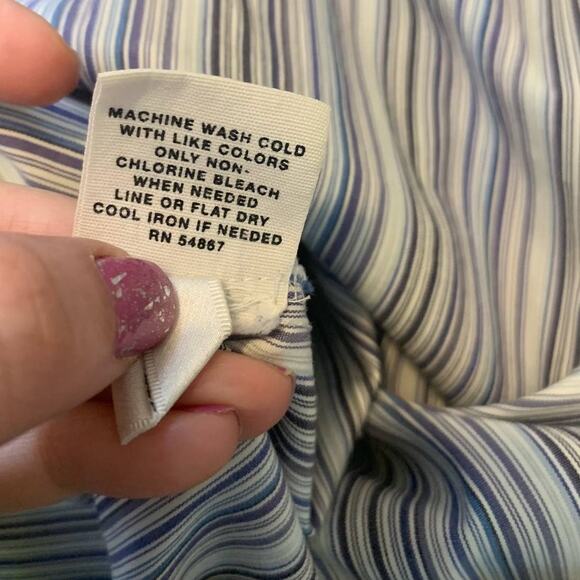 MACHINE WASH COLD
WITH LIKE COLORS
ONLY NON-
CHLORINE BLEACH
WHEN NEEDED
LINE OR FLAT DRY
COOL IRON IF NEEDED
RN 54867